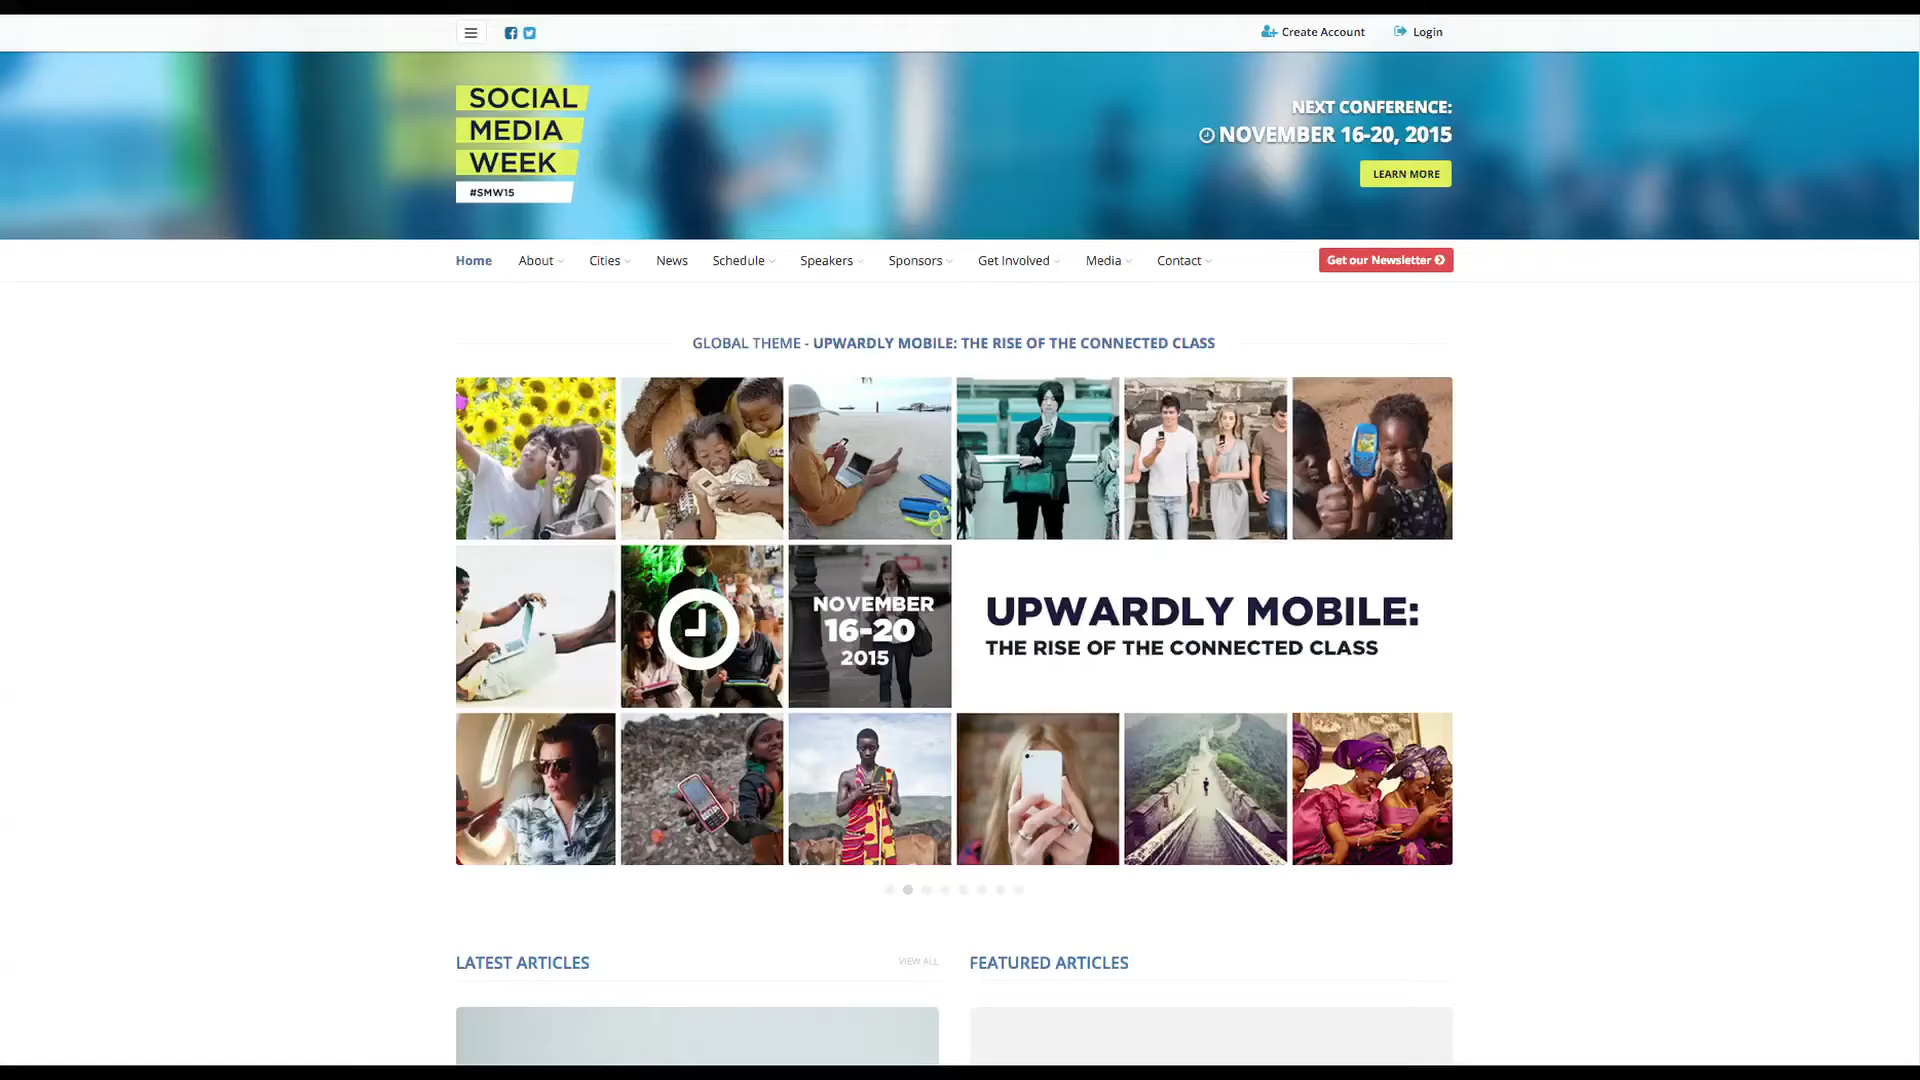 Create Account
Login
SOCIAL
MEDIA
WEEK
#SMW15
NEXT CONFERENCE:
NOVEMBER 16-20, 2015
LEARN MORE
Home
About
Cities
News
Schedule
Speakers
Sponsors
Get Involved
Media
Contact
Get our Newsletter
GLOBAL THEME - UPWARDLY MOBILE: THE RISE OF THE CONNECTED CLASS
NOVEMBER
16-20
2015
UPWARDLY MOBILE:
THE RISE OF THE CONNECTED CLASS
LATEST ARTICLES
VIEW ALL
FEATURED ARTICLES